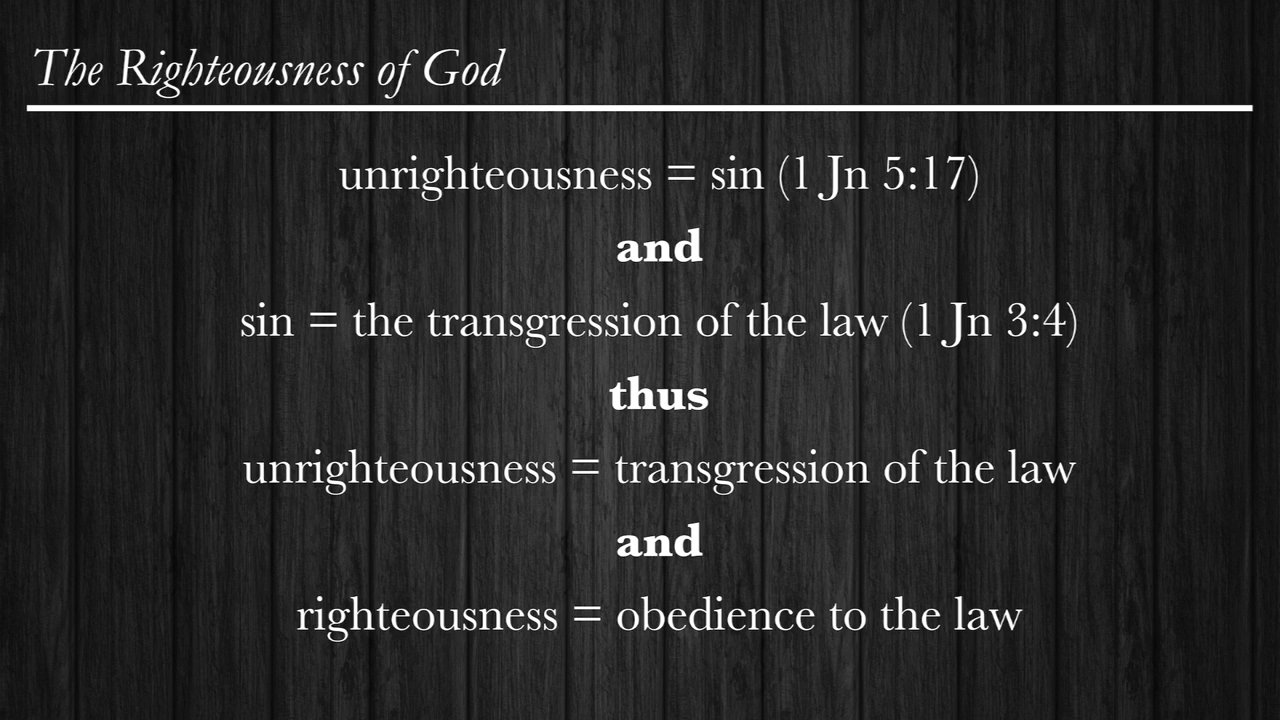 The Righteousness of God
unrighteousness = sin (1 Jn 5:17)
and
sin = the transgression of the law (1 Jn 3:4)
thus
unrighteousness = transgression of the law
and
righteousness = obedience to the law